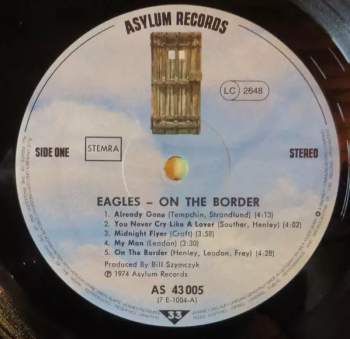 ASYLUM RECORDS
LC 2648
SIDE ONE
STEMRA
STEREO
EAGLES – ON THE BORDER
1. Already Gone (Tempchin, Strandlund) (4:13)
2. You Never Cry Like A Lover (Souther, Henley) (4:02)
3. Midnight Flyer (Craft) (3:58)
4. My Man (Leadon) (3:30)
5. On The Border (Henley, Leadon, Frey) (4:28)
Produced By Bill Szymczyk
Ⓟ 1974 Asylum Records
AS 43005
(7 E-1004-A)
33